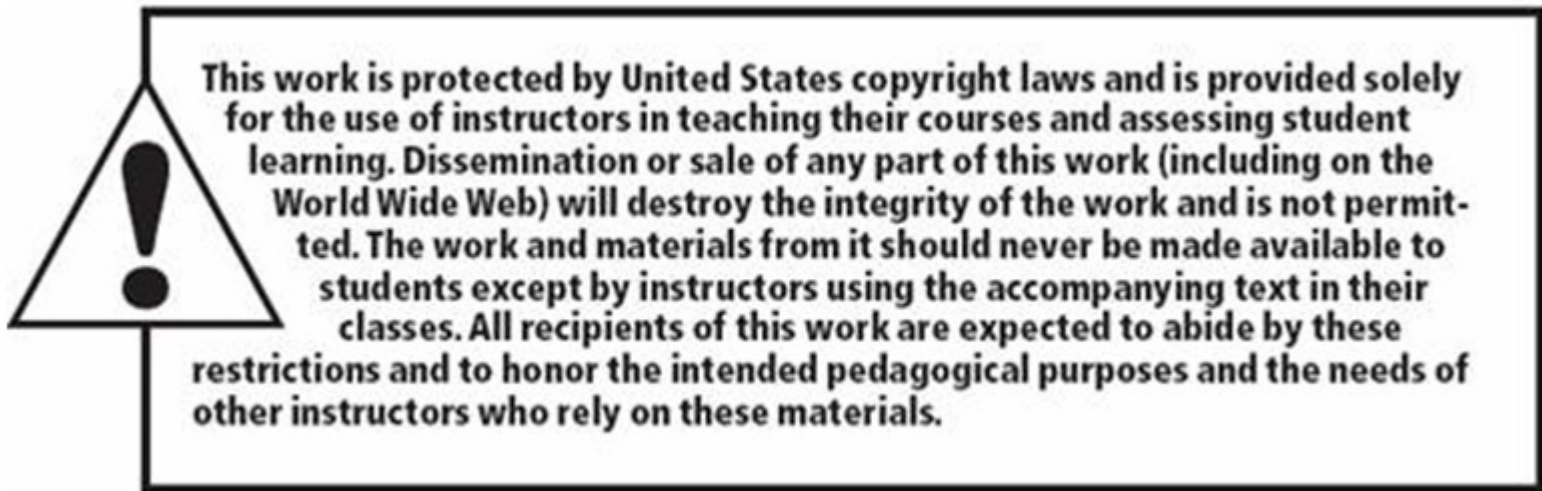 This work is protected by United States copyright laws and is provided solely
for the use of instructors in teaching their courses and assessing student
learning. Dissemination or sale of any part of this work (including on the
World Wide Web) will destroy the integrity of the work and is not permit-
ted. The work and materials from it should never be made available to
students except by instructors using the accompanying text in their
classes. All recipients of this work are expected to abide by these
restrictions and to honor the intended pedagogical purposes and the needs of
other instructors who rely on these materials.